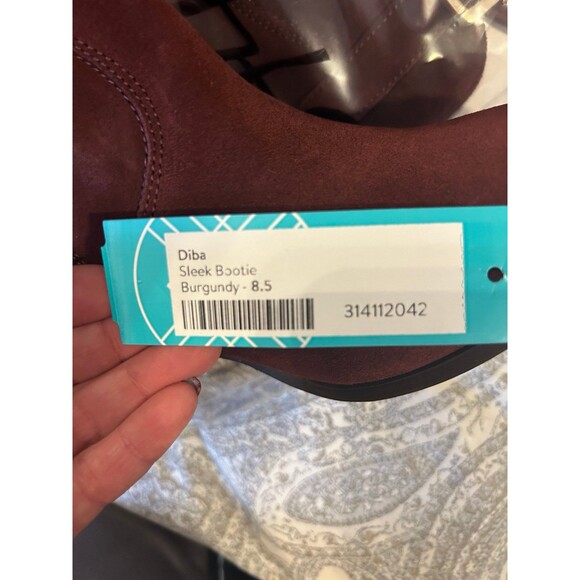 Diba
Sleek Bootie
Burgundy - 8.5
314112042